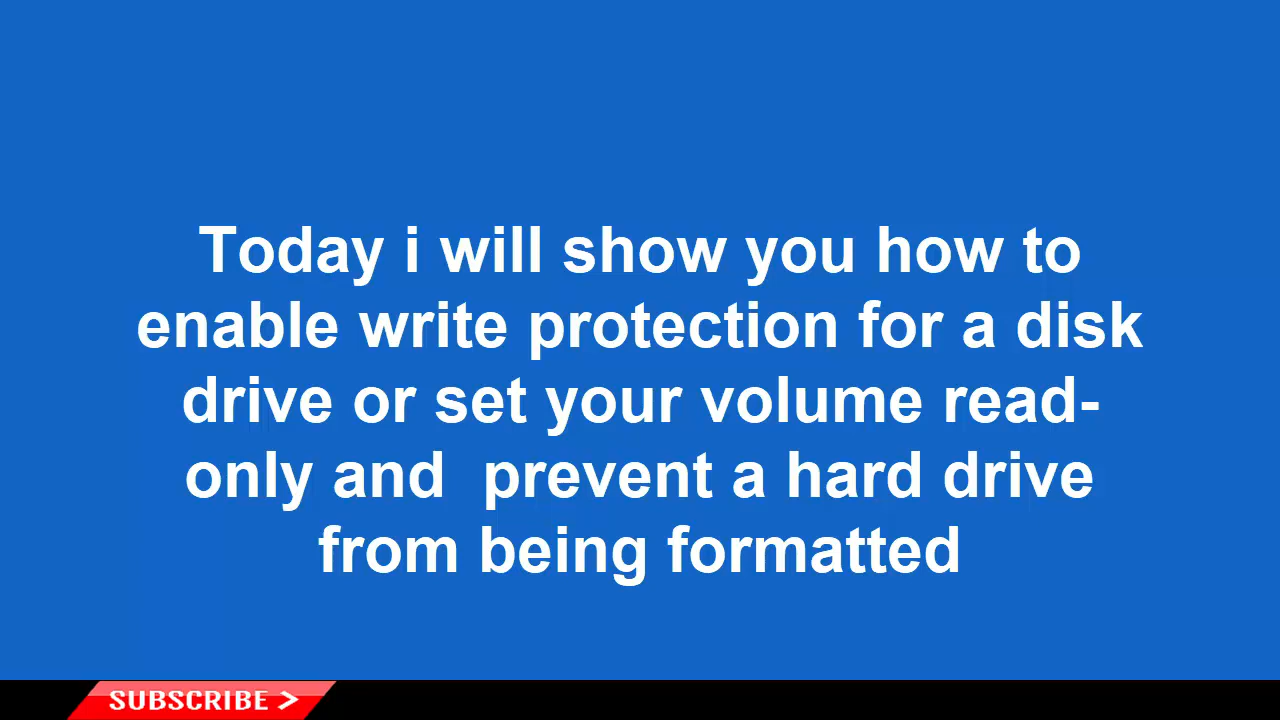 Today i will show you how to
enable write protection for a disk
drive or set your volume read-
only and  prevent a hard drive
from being formatted
SUBSCRIBE >